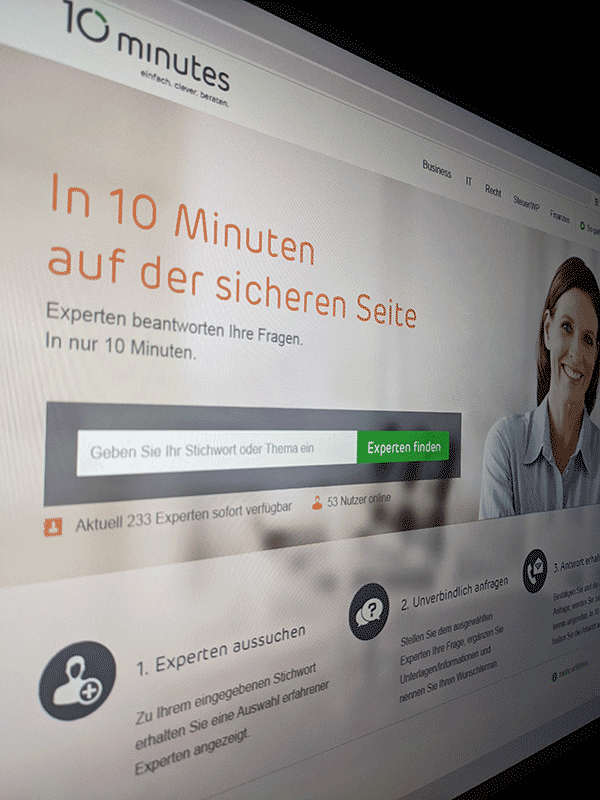 10 minutes
einfach. clever. beraten.
Business IT Recht Steuer/WP Finanzen
In 10 Minuten
auf der sicheren Seite
Experten beantworten Ihre Fragen.
In nur 10 Minuten.
Geben Sie Ihr Stichwort oder Thema ein
Experten finden
Aktuell 233 Experten sofort verfügbar
53 Nutzer online
1. Experten aussuchen
Zu Ihrem eingegebenen Stichwort
erhalten Sie eine Auswahl erfahrener
Experten angezeigt.
2. Unverbindlich anfragen
Stellen Sie dem ausgewählten
Experten Ihre Frage, ergänzen Sie
Unterlagen/Informationen und
nennen Sie Ihren Wunschtermin.
3. Antwort
mehr erfahren